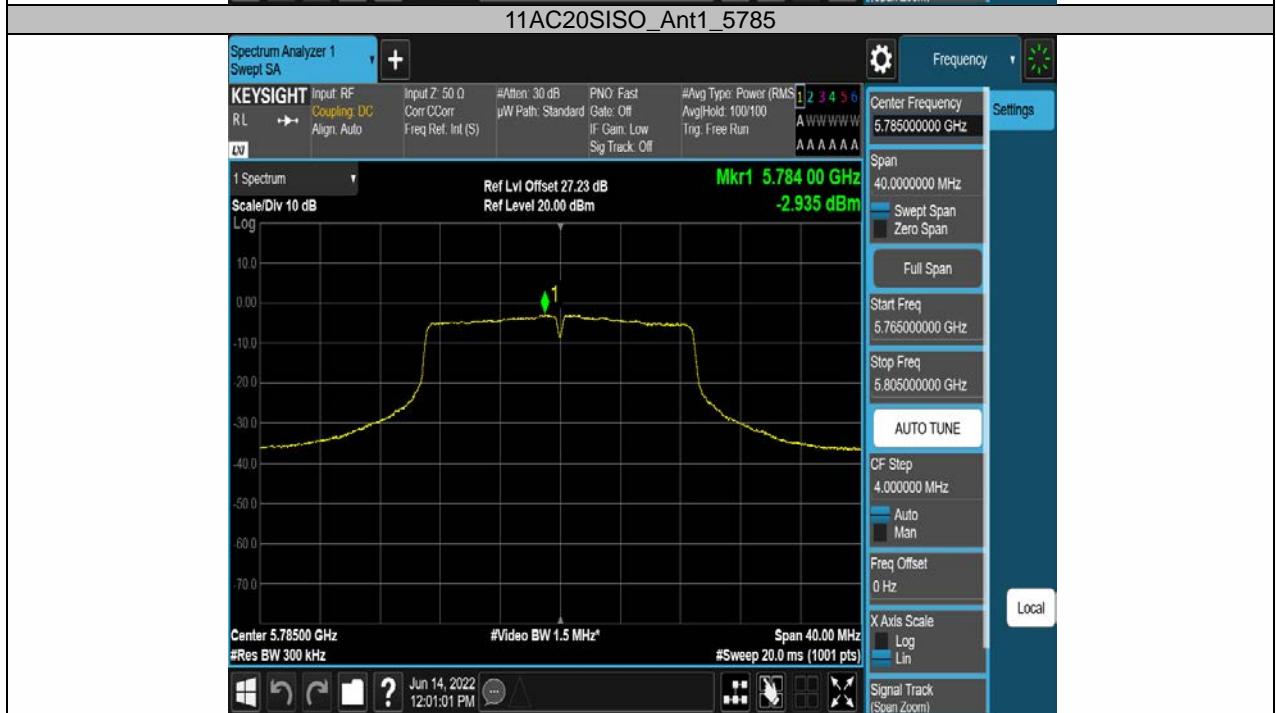 (Span Zoom)
11AC20SISO_Ant1_5785
Spectrum Analyzer 1
Swept SA
+
Frequency
KEYSIGHT
RL
LXI
Input: RF
Coupling: DC
Align: Auto
Input Z: 50 Ω
Corr CCorr
Freq Ref: Int (S)
#Atten: 30 dB
µW Path: Standard
PNO: Fast
Gate: Off
IF Gain: Low
Sig Track: Off
#Avg Type: Power (RMS
Avg|Hold: 100/100
Trig: Free Run
1 2 3 4 5 6
A W W W W W
A A A A A A
1 Spectrum
Scale/Div 10 dB
Log
Ref Lvl Offset 27.23 dB
Ref Level 20.00 dBm
Mkr1 5.784 00 GHz
-2.935 dBm
10.0
0.00
-10.0
-20.0
-30.0
-40.0
-50.0
-60.0
-70.0
1
Center 5.78500 GHz
#Res BW 300 kHz
#Video BW 1.5 MHz*
Span 40.00 MHz
#Sweep 20.0 ms (1001 pts)
Center Frequency
5.785000000 GHz
Settings
Span
40.0000000 MHz
Swept Span
Zero Span
Full Span
Start Freq
5.765000000 GHz
Stop Freq
5.805000000 GHz
AUTO TUNE
CF Step
4.000000 MHz
Auto
Man
Freq Offset
0 Hz
X Axis Scale
Log
Lin
Local
Signal Track
(Span Zoom)
?
Jun 14, 2022
12:01:01 PM